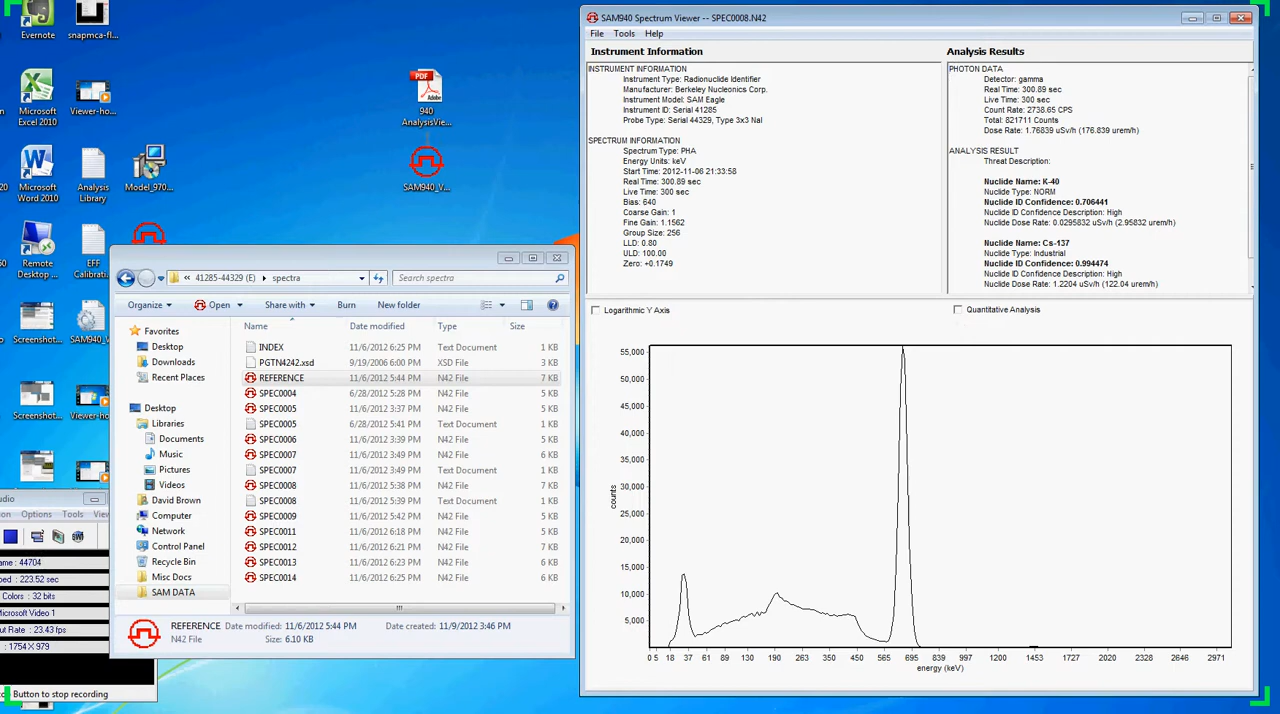 Evernote
snapmca-fl...
Microsoft
Excel 2010
Viewer-ho...
Microsoft
Word 2010
Analysis
Library
Model_970...
Remote
Desktop ...
EFF
Calibrati...
Screenshot...
SAM940_V...
Screenshot...
Viewer-ho...
PDF
Adobe
940
AnalysisVie...
SAM940_V...
41285-44329 (E)
spectra
Search spectra
Organize
Open
Share with
Burn
New folder
Name
Date modified
Type
Size
Favorites
Desktop
Downloads
Recent Places
Desktop
Libraries
Documents
Music
Pictures
Videos
David Brown
Computer
Network
Control Panel
Recycle Bin
Misc Docs
SAM DATA
INDEX 11/6/2012 6:25 PM Text Document 1 KB
PGTN4242.xsd 9/19/2006 6:00 PM XSD File 3 KB
REFERENCE 11/6/2012 5:44 PM N42 File 7 KB
SPEC0004 6/28/2012 5:28 PM N42 File 5 KB
SPEC0005 11/6/2012 3:37 PM N42 File 5 KB
SPEC0005 6/28/2012 5:41 PM Text Document 1 KB
SPEC0006 11/6/2012 3:39 PM N42 File 5 KB
SPEC0007 11/6/2012 3:49 PM N42 File 6 KB
SPEC0007 11/6/2012 3:49 PM Text Document 1 KB
SPEC0008 11/6/2012 5:38 PM N42 File 5 KB
SPEC0008 11/6/2012 5:39 PM Text Document 1 KB
SPEC0009 11/6/2012 5:42 PM N42 File 5 KB
SPEC0011 11/6/2012 6:18 PM N42 File 5 KB
SPEC0012 11/6/2012 6:21 PM N42 File 7 KB
SPEC0013 11/6/2012 6:23 PM N42 File 6 KB
SPEC0014 11/6/2012 6:25 PM N42 File 6 KB
REFERENCE Date modified: 11/6/2012 5:44 PM Date created: 11/9/2012 3:46 PM
N42 File Size: 6.10 KB
Options Tools
: 44704
: 223.52 sec
Colors : 32 bits
Microsoft Video 1
Rate : 23.43 fps
: 1754 X 979
Button to stop recording
SAM940 Spectrum Viewer -- SPEC0008.N42
File Tools Help
Instrument Information
INSTRUMENT INFORMATION
Instrument Type: Radionuclide Identifier
Manufacturer: Berkeley Nucleonics Corp.
Instrument Model: SAM Eagle
Instrument ID: Serial 41285
Probe Type: Serial 44329, Type 3x3 NaI
SPECTRUM INFORMATION
Spectrum Type: PHA
Energy Units: keV
Start Time: 2012-11-06 21:33:58
Real Time: 300.89 sec
Live Time: 300 sec
Bias: 640
Coarse Gain: 1
Fine Gain: 1.1562
Group Size: 256
LLD: 0.80
ULD: 100.00
Zero: +0.1749
Analysis Results
PHOTON DATA
Detector: gamma
Real Time: 300.89 sec
Live Time: 300 sec
Count Rate: 2738.65 CPS
Total: 821711 Counts
Dose Rate: 1.76839 uSv/h (176.839 urem/h)
ANALYSIS RESULT
Threat Description:
Nuclide Name: K-40
Nuclide Type: NORM
Nuclide ID Confidence: 0.706441
Nuclide ID Confidence Description: High
Nuclide Dose Rate: 0.0295832 uSv/h (2.95832 urem/h)
Nuclide Name: Cs-137
Nuclide Type: Industrial
Nuclide ID Confidence: 0.994474
Nuclide ID Confidence Description: High
Nuclide Dose Rate: 1.2204 uSv/h (122.04 urem/h)
Logarithmic Y Axis
Quantitative Analysis
55,000
50,000
45,000
40,000
35,000
30,000
25,000
20,000
15,000
10,000
5,000
counts
0 5 18 37 61 89 130 190 263 350 450 565 695 839 997 1200 1453 1727 2020 2328 2646 2971
energy (keV)